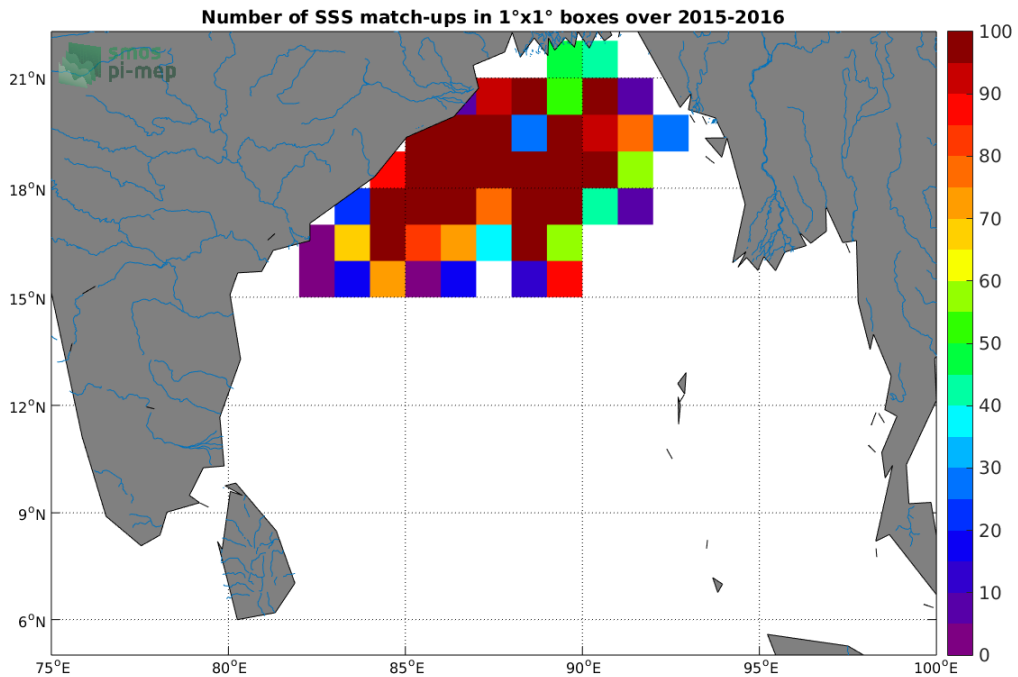 Number of SSS match-ups in 1°x1° boxes over 2015-2016
smos
pi-mep
21°N
18°N
15°N
12°N
9°N
6°N
75°E
80°E
85°E
90°E
95°E
100°E
100
90
80
70
60
50
40
30
20
10
0